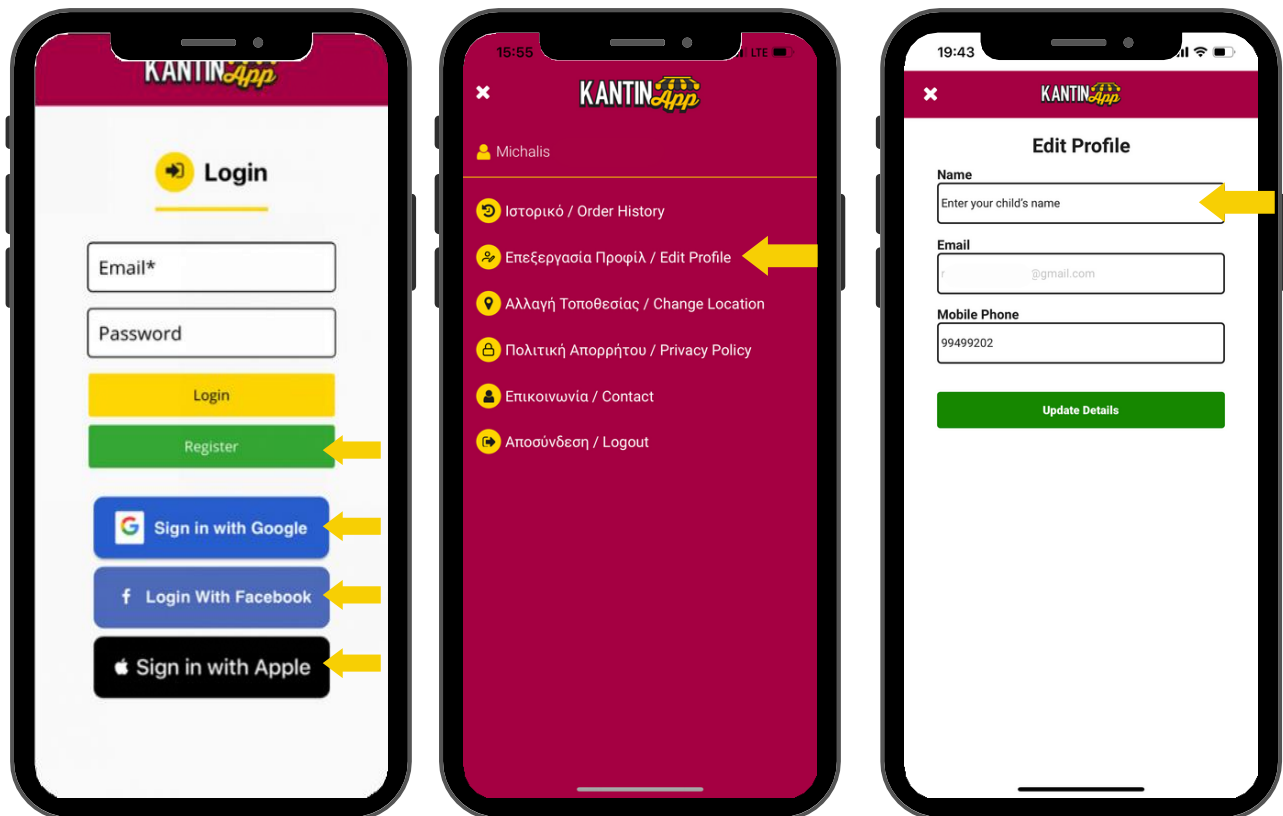 KANTINApp
Login
Email*
Password
Login
Register
G Sign in with Google
f Login With Facebook
Sign in with Apple
15:55
LTE
KANTINApp
Michalis
Ιστορικό / Order History
Επεξεργασία Προφίλ / Edit Profile
Αλλαγή Τοποθεσίας / Change Location
Πολιτική Απορρήτου / Privacy Policy
Επικοινωνία / Contact
Αποσύνδεση / Logout
19:43
KANTINApp
Edit Profile
Name
Enter your child's name
Email
r @gmail.com
Mobile Phone
99499202
Update Details